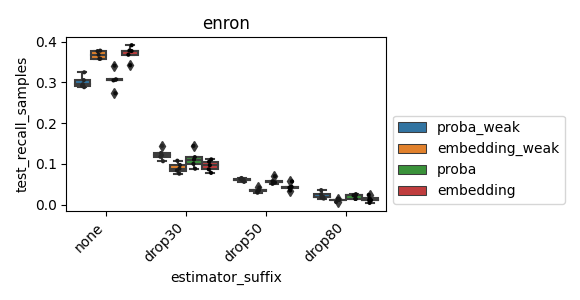 enron
test_recall_samples
0.4
0.3
0.2
0.1
0.0
none
drop30
drop50
drop80
estimator_suffix
proba_weak
embedding_weak
proba
embedding